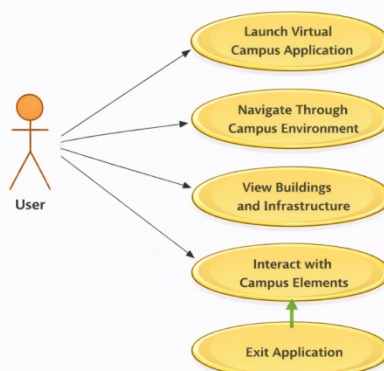 Launch Virtual
Campus Application
Navigate Through
Campus Environment
User
View Buildings
and Infrastructure
Interact with
Campus Elements
Exit Application